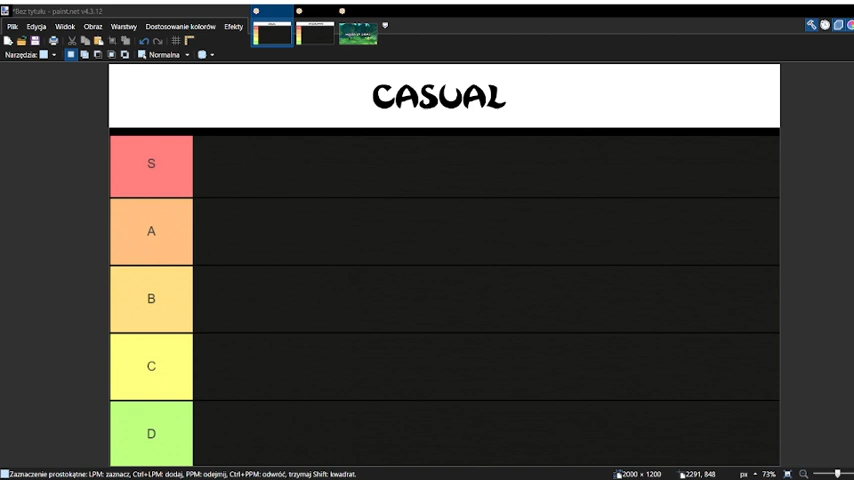 *Bez tytułu - paint.net v4.3.12
Plik Edycja Widok Obraz Warstwy Dostosowanie kolorów Efekty
Narzędzia: Normalna
CASUAL
S
A
B
C
D
Zaznaczenie prostokątne: LPM: zaznacz, Ctrl+LPM: dodaj, PPM: odejmij, Ctrl+PPM: odwróć, trzymaj Shift: kwadrat. 2000 × 1200 2291, 848 px 73%